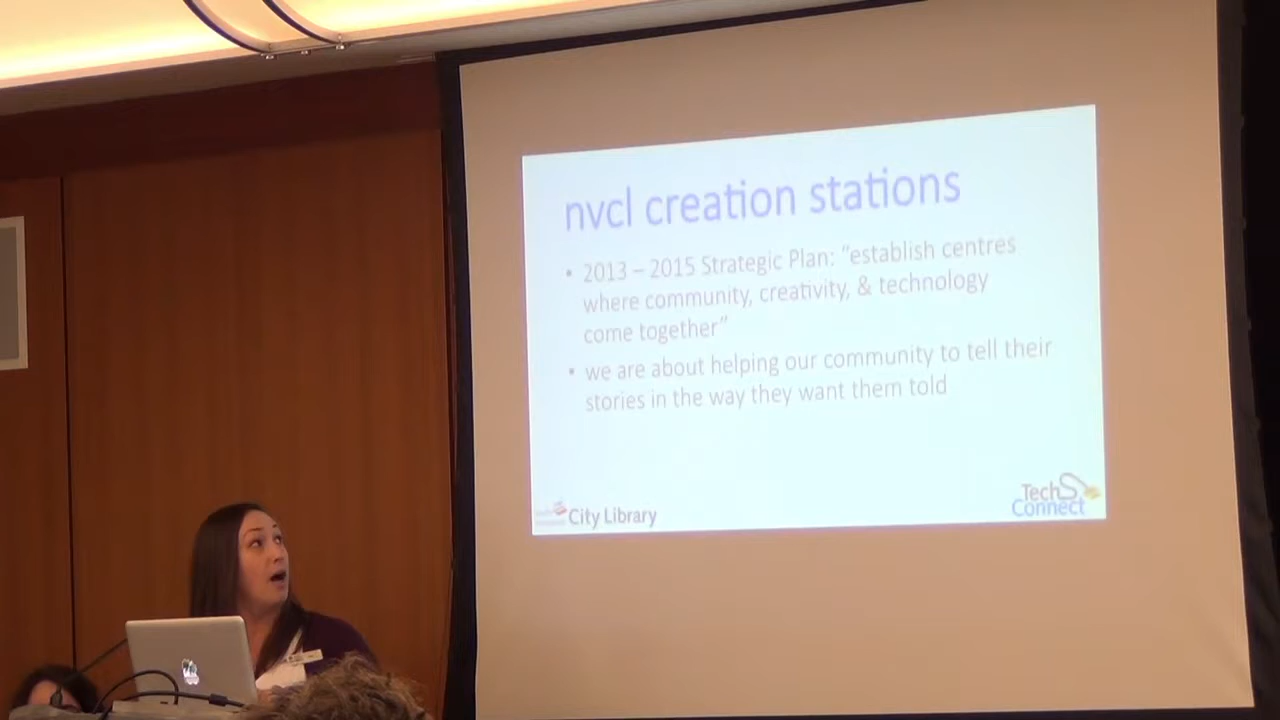 nvcl creation stations
• 2013 – 2015 Strategic Plan: “establish centres
where community, creativity, & technology
come together”
• we are about helping our community to tell their
stories in the way they want them told
City Library
Tech
Connect